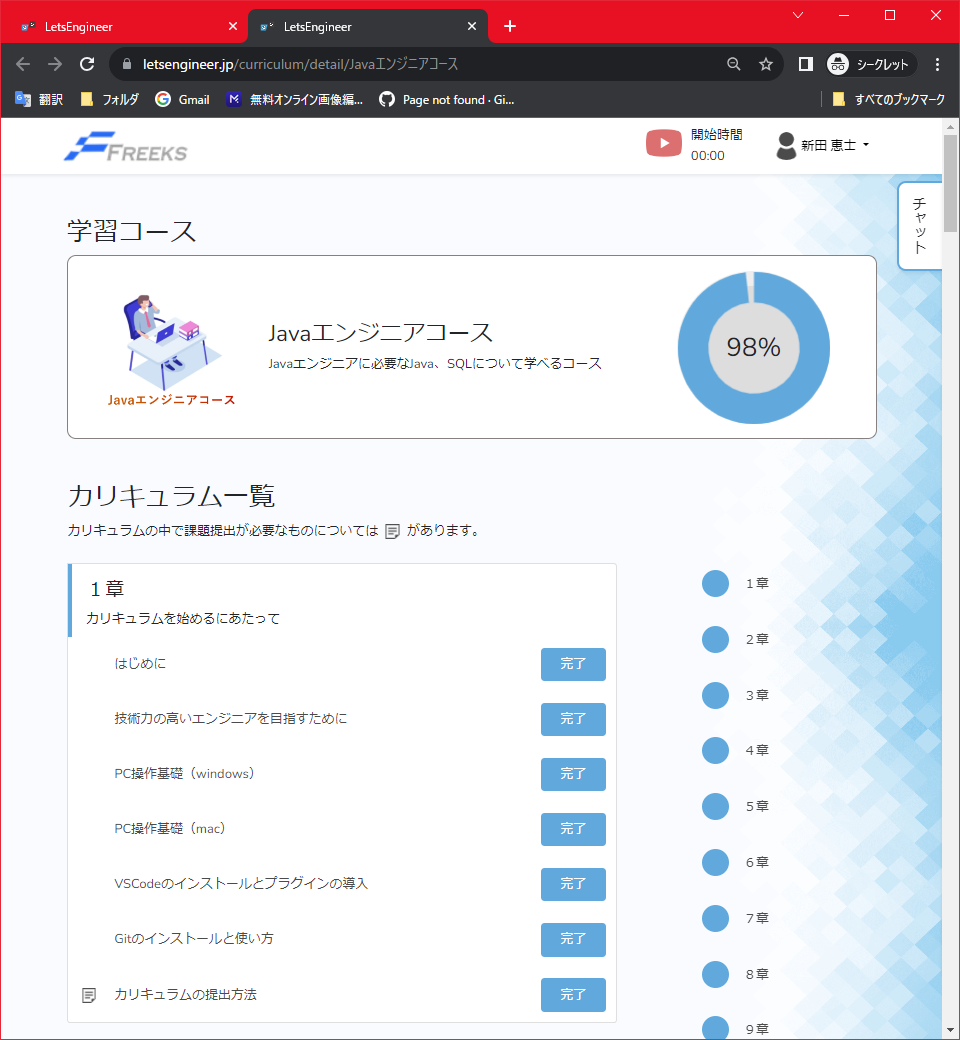 LetsEngineer
LetsEngineer
letsengineer.jp/curriculum/detail/Javaエンジニアコース
シークレット
翻訳
フォルダ
Gmail
無料オンライン画像編...
Page not found · Gi...
すべてのブックマーク
FREEKS
開始時間
00:00
新田 恵士
チャット
学習コース
Javaエンジニアコース
Javaエンジニアコース
Javaエンジニアに必要なJava、SQLについて学べるコース
98%
カリキュラム一覧
カリキュラムの中で課題提出が必要なものについては があります。
1 章
カリキュラムを始めるにあたって
はじめに 完了
技術力の高いエンジニアを目指すために 完了
PC操作基礎（windows） 完了
PC操作基礎（mac） 完了
VSCodeのインストールとプラグインの導入 完了
Gitのインストールと使い方 完了
カリキュラムの提出方法 完了
1 章
2 章
3 章
4 章
5 章
6 章
7 章
8 章
9 章